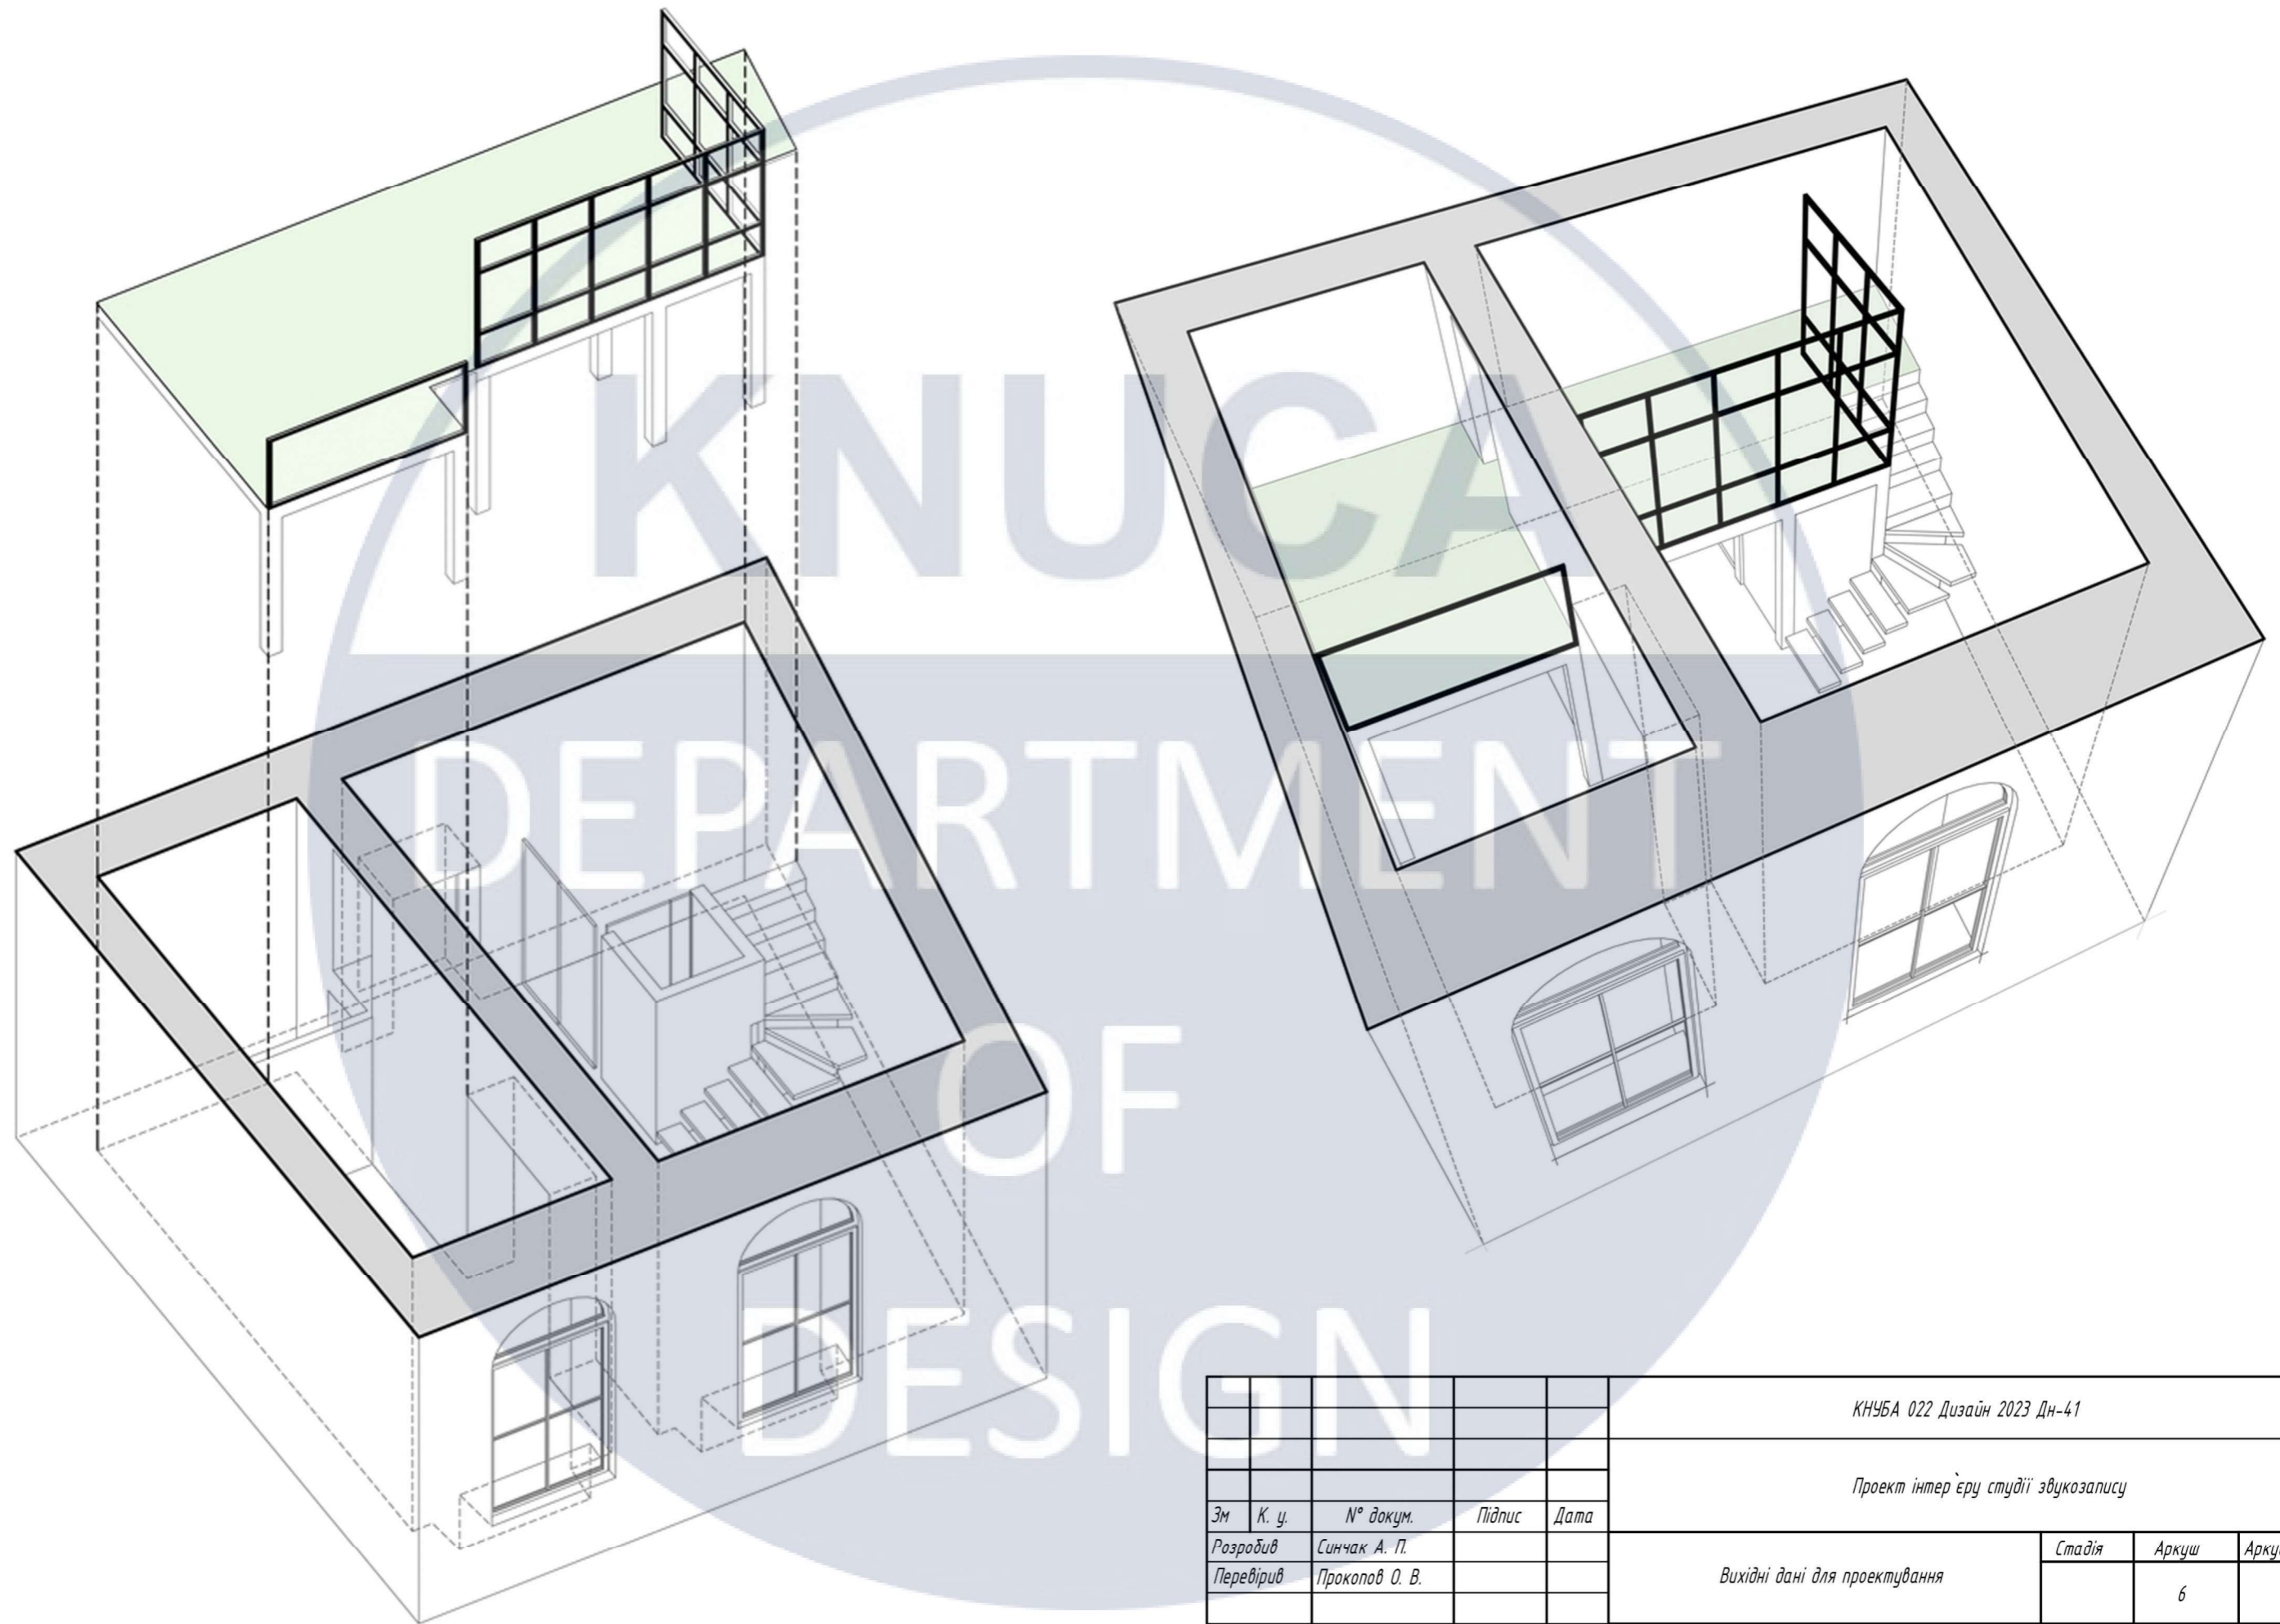 KNUCA
DEPARTMENT
OF
DESIGN
КНУБА 022 Дизайн 2023 Дн-41
Проект інтер`єру студії звукозапису
Зм К. у. № докум. Підпис Дата
Розробив Синчак А. П.
Перевірив Прокопов О. В.
Вихідні дані для проектування
Стадія Аркуш
6